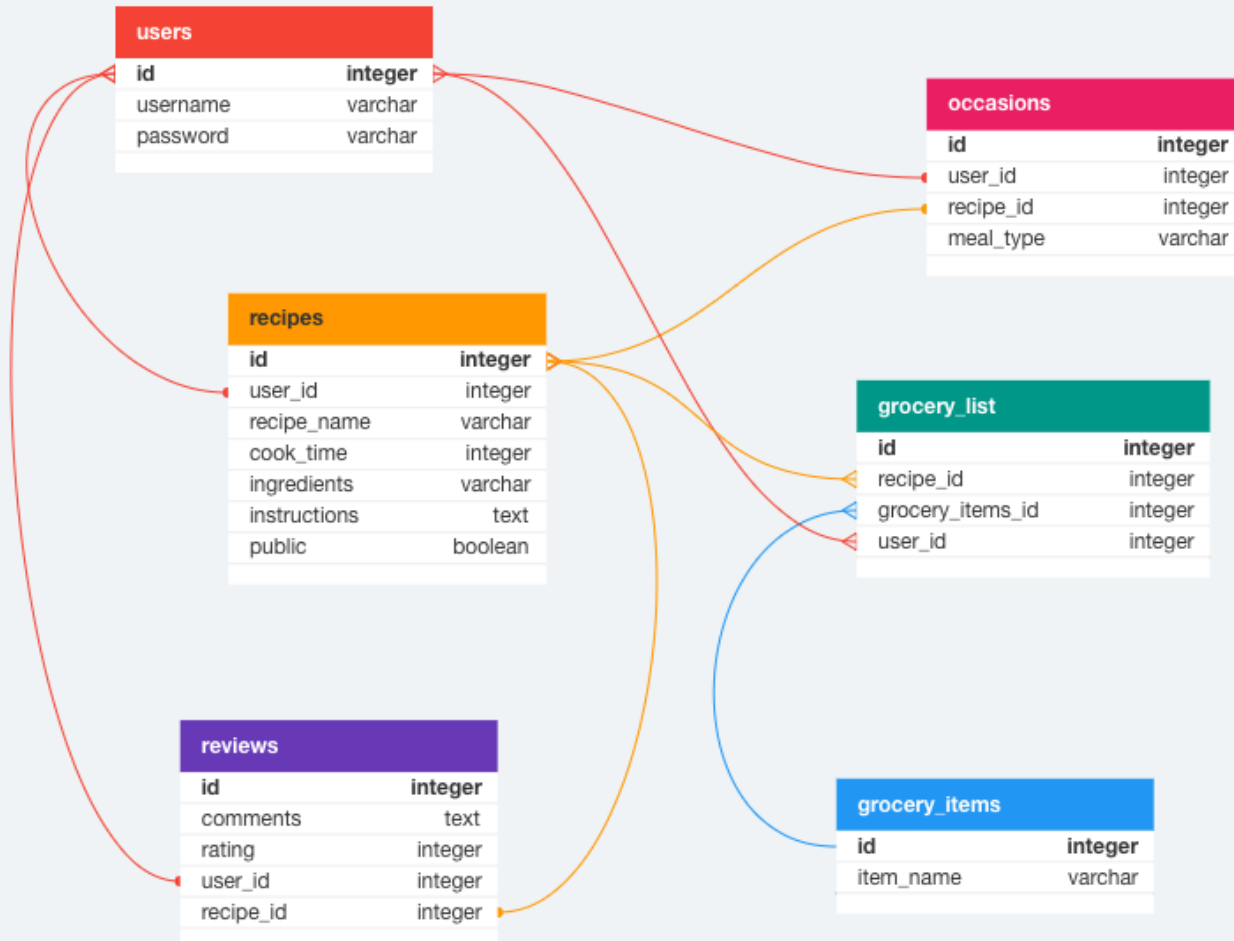 users
id integer
username varchar
password varchar
occasions
id integer
user_id integer
recipe_id integer
meal_type varchar
recipes
id integer
user_id integer
recipe_name varchar
cook_time integer
ingredients varchar
instructions text
public boolean
grocery_list
id integer
recipe_id integer
grocery_items_id integer
user_id integer
reviews
id integer
comments text
rating integer
user_id integer
recipe_id integer
grocery_items
id integer
item_name varchar